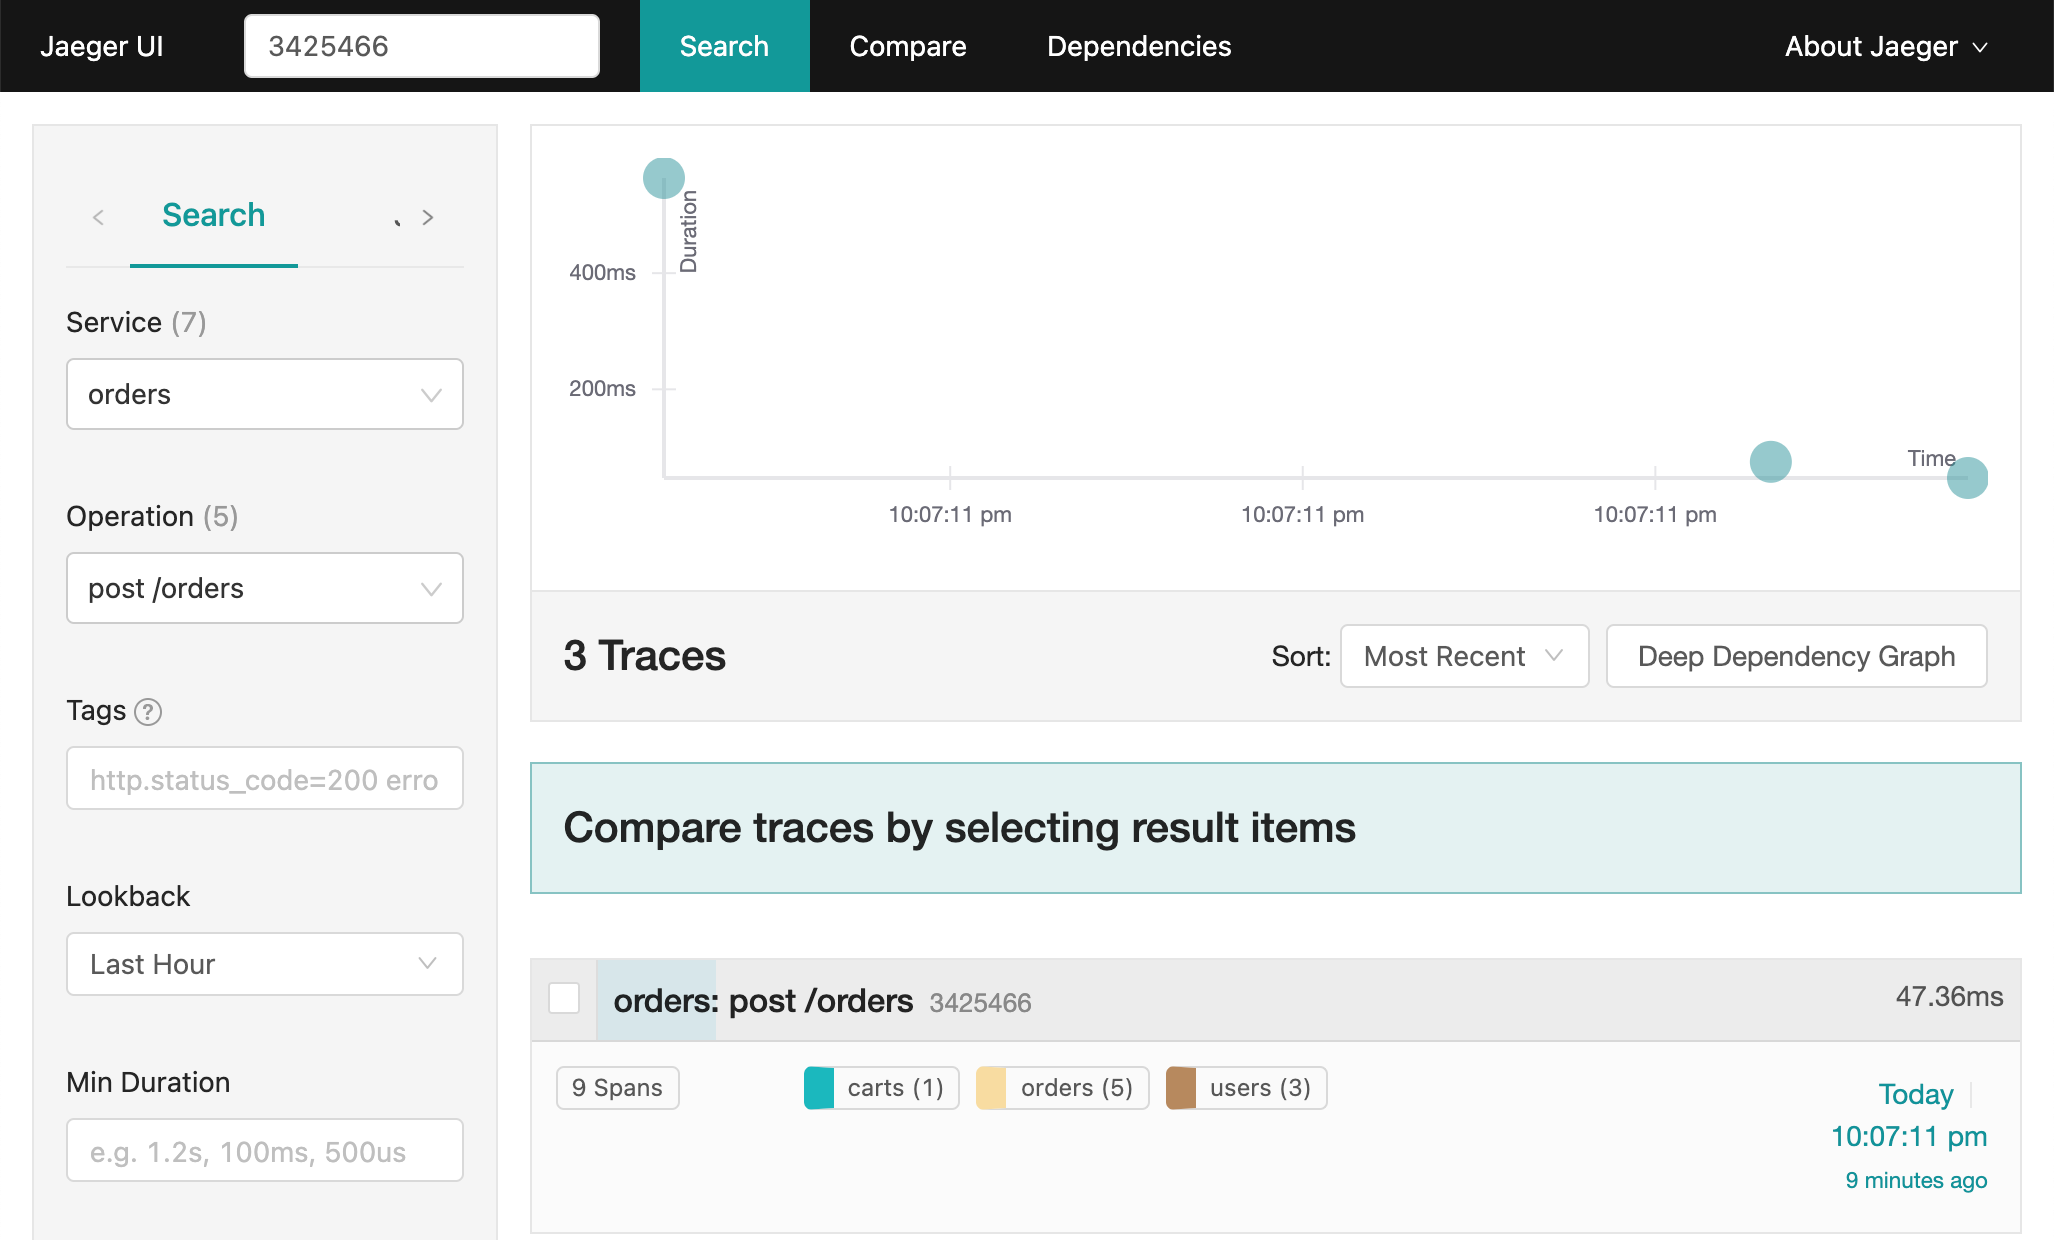 Jaeger UI
3425466
Search
Compare
Dependencies
About Jaeger
Search
Service (7)
orders
Operation (5)
post /orders
Tags ?
http.status_code=200 erro
Lookback
Last Hour
Min Duration
e.g. 1.2s, 100ms, 500us
Duration
400ms
200ms
Time
10:07:11 pm
10:07:11 pm
10:07:11 pm
3 Traces
Sort:
Most Recent
Deep Dependency Graph
Compare traces by selecting result items
orders: post /orders 3425466
47.36ms
9 Spans
carts (1)
orders (5)
users (3)
Today
10:07:11 pm
9 minutes ago